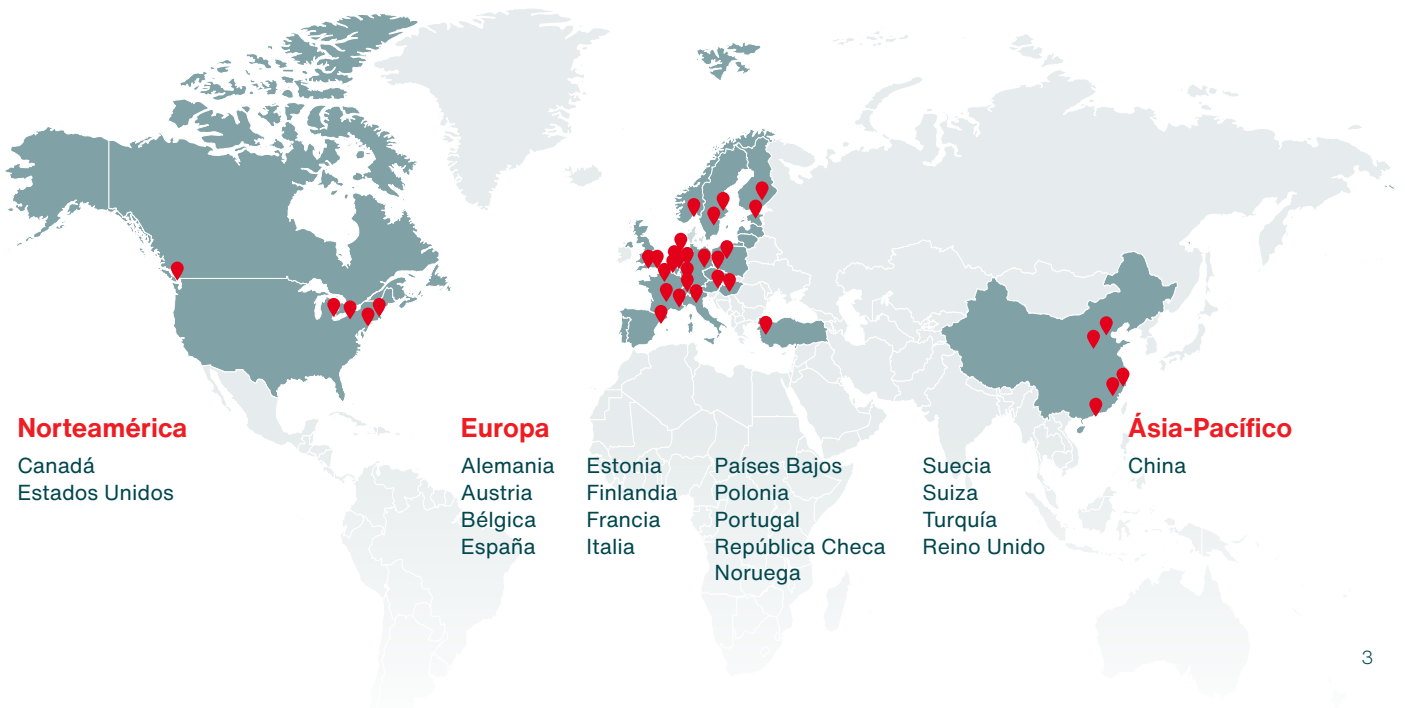 Norteamérica
Canadá
Estados Unidos
Europa
Alemania
Austria
Bélgica
España
Estonia
Finlandia
Francia
Italia
Países Bajos
Polonia
Portugal
República Checa
Noruega
Suecia
Suiza
Turquía
Reino Unido
Ásia-Pacífico
China
3